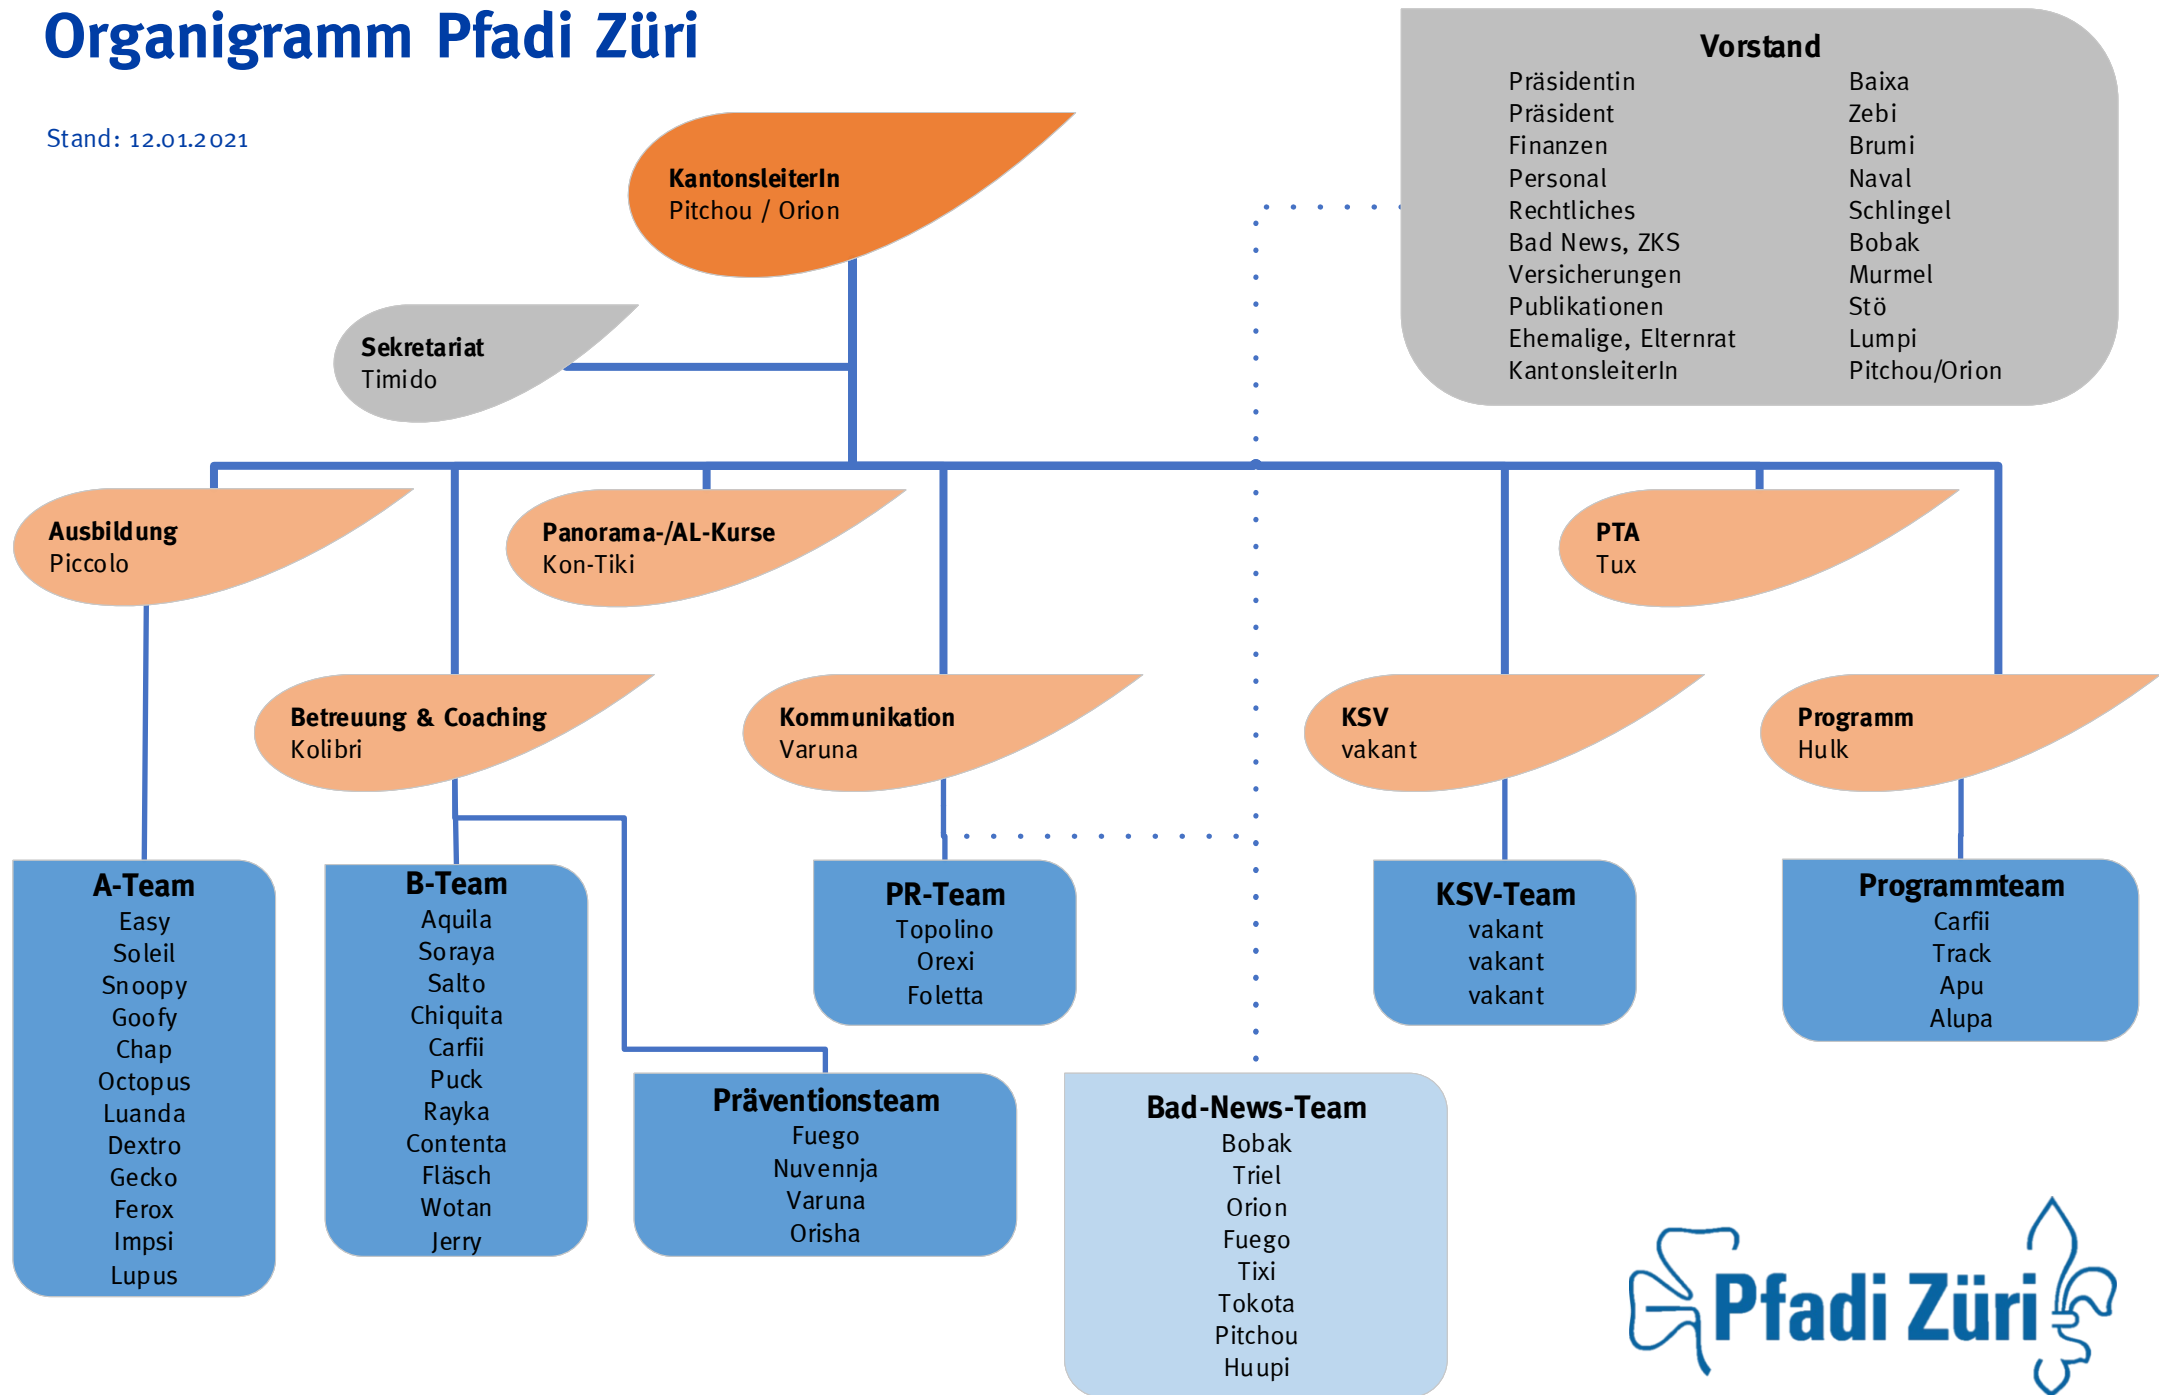 Organigramm Pfadi Züri
Stand: 12.01.2021
KantonsleiterIn
Pitchou / Orion
Sekretariat
Timido
Vorstand
Präsidentin Baixa
Präsident Zebi
Finanzen Brumi
Personal Naval
Rechtliches Schlingel
Bad News, ZKS Bobak
Versicherungen Murmel
Publikationen Stö
Ehemalige, Elternrat Lumpi
KantonsleiterIn Pitchou/Orion
Ausbildung
Piccolo
Panorama-/AL-Kurse
Kon-Tiki
PTA
Tux
Betreuung & Coaching
Kolibri
Kommunikation
Varuna
KSV
vakant
Programm
Hulk
A-Team
Easy
Soleil
Snoopy
Goofy
Chap
Octopus
Luanda
Dextro
Gecko
Ferox
Impsi
Lupus
B-Team
Aquila
Soraya
Salto
Chiquita
Carfii
Puck
Rayka
Contenta
Fläsch
Wotan
Jerry
Präventionsteam
Fuego
Nuvennja
Varuna
Orisha
PR-Team
Topolino
Orexi
Foletta
Bad-News-Team
Bobak
Triel
Orion
Fuego
Tixi
Tokota
Pitchou
Huupi
KSV-Team
vakant
vakant
vakant
Programmteam
Carfii
Track
Apu
Alupa
Pfadi Züri